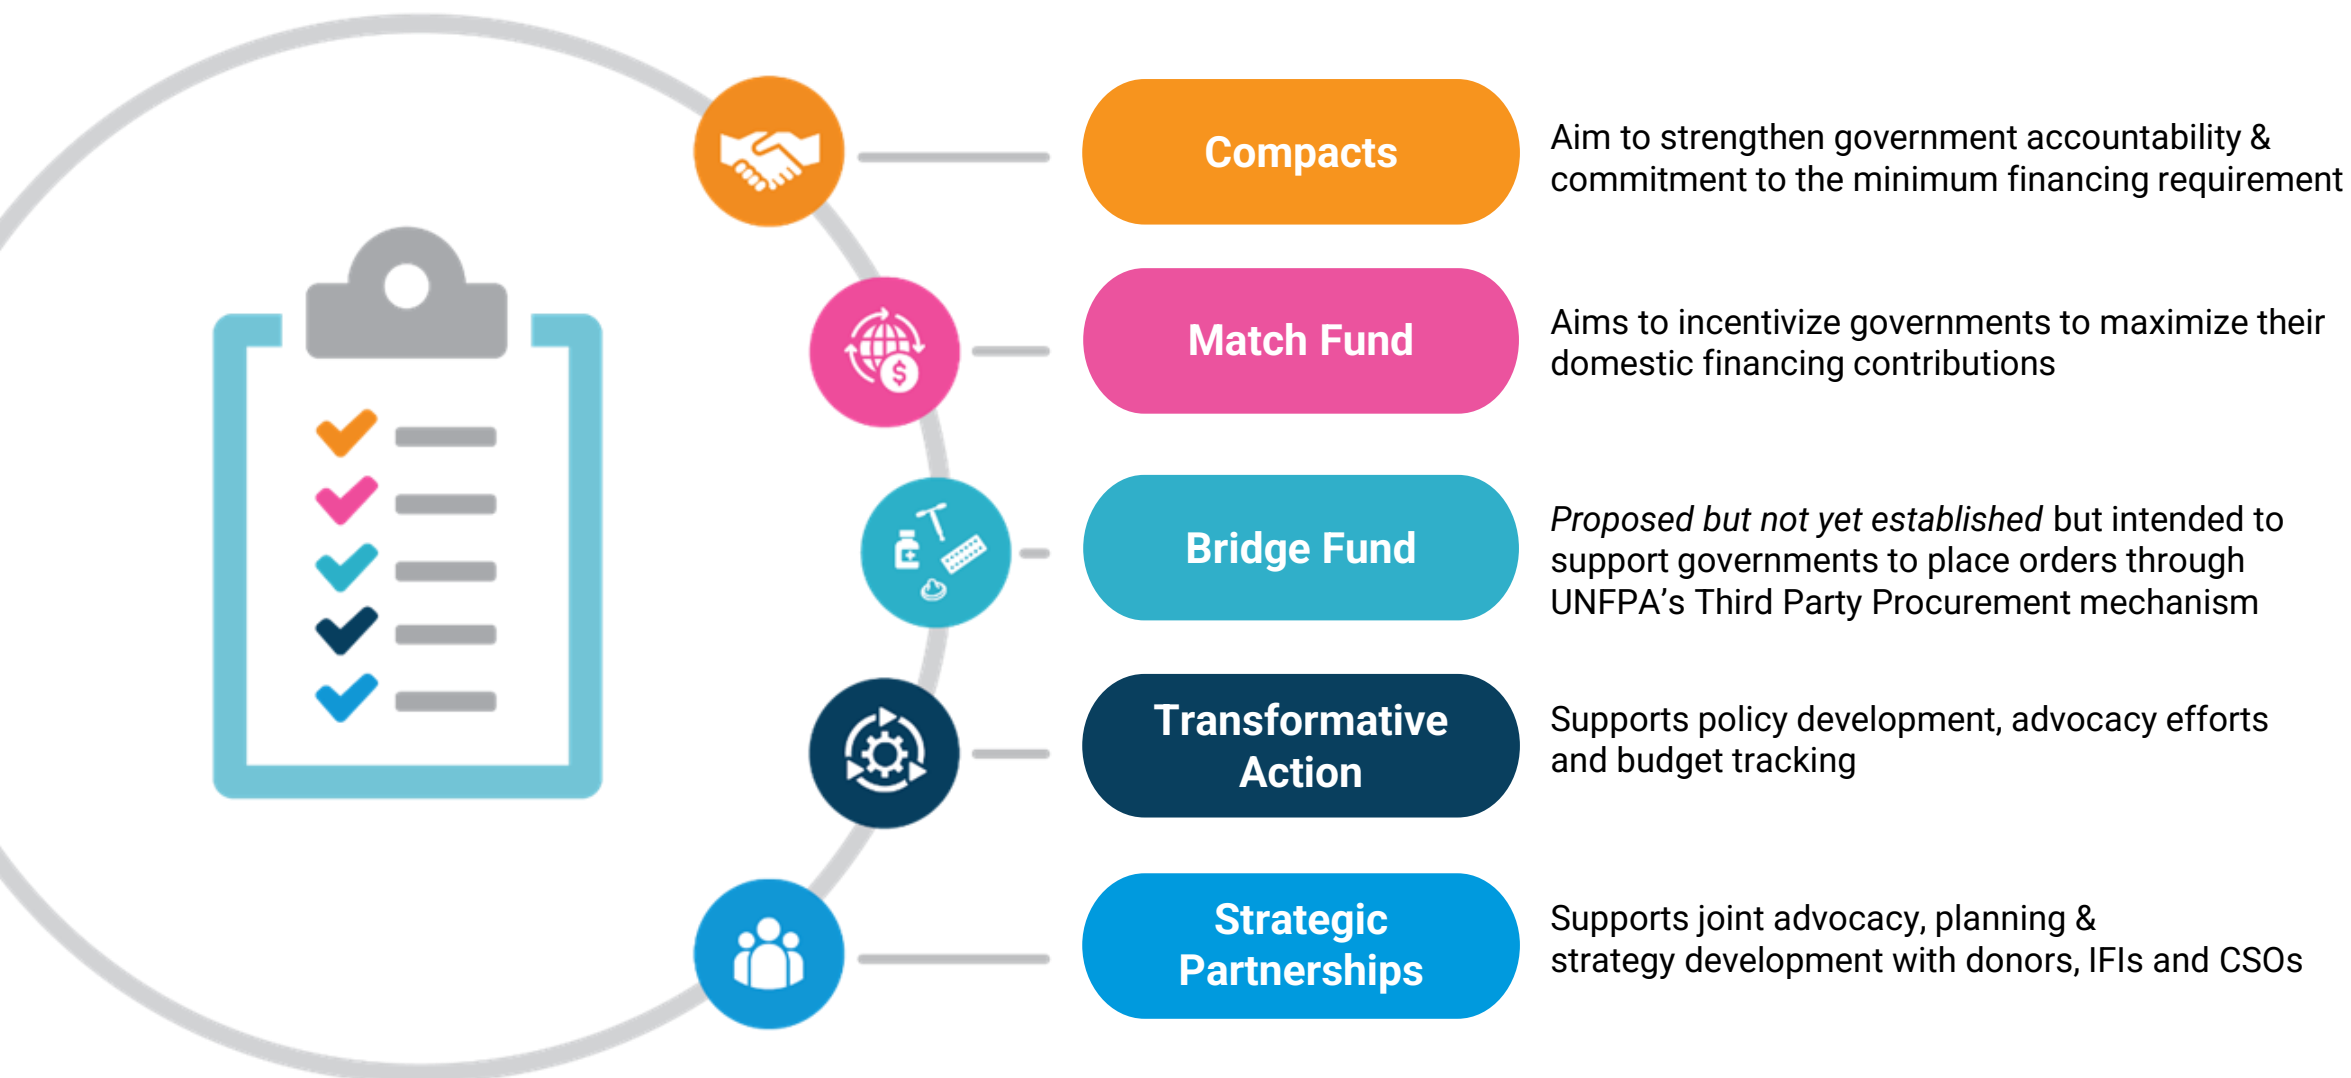 Compacts
Aim to strengthen government accountability &
commitment to the minimum financing requirement
Match Fund
Aims to incentivize governments to maximize their
domestic financing contributions
$
Bridge Fund
Proposed but not yet established but intended to
support governments to place orders through
UNFPA’s Third Party Procurement mechanism
Transformative
Action
Supports policy development, advocacy efforts
and budget tracking
Strategic
Partnerships
Supports joint advocacy, planning &
strategy development with donors, IFIs and CSOs